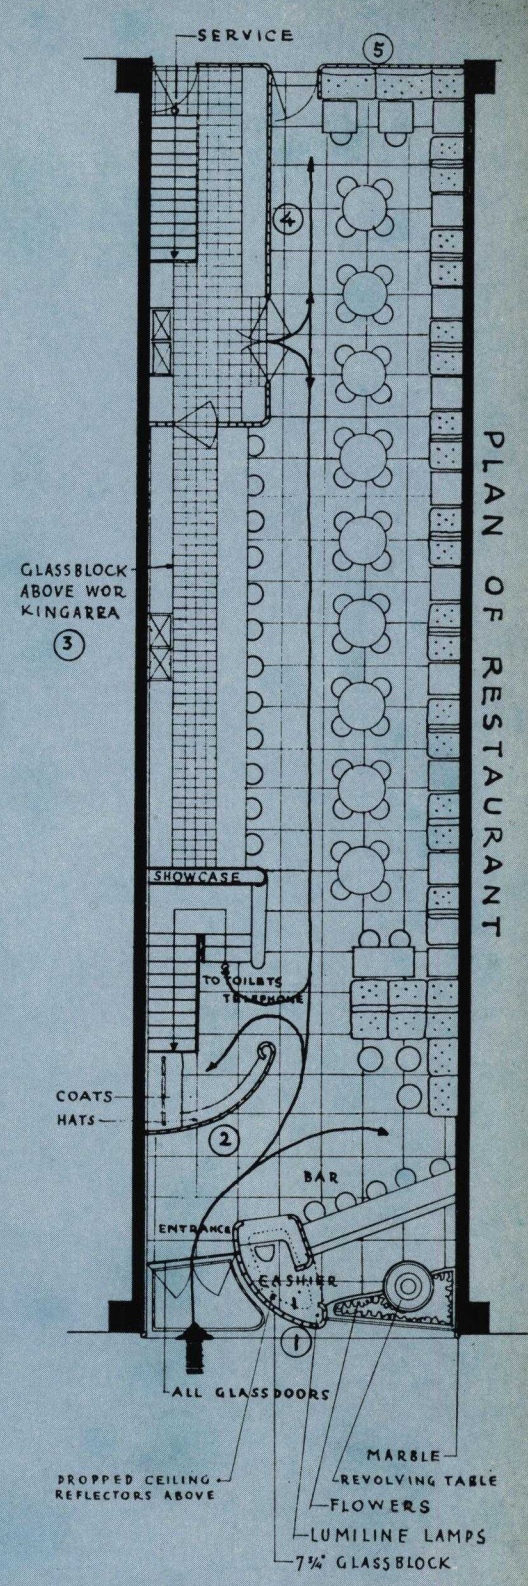 SERVICE
5
4
PLAN OF RESTAURANT
GLASSBLOCK
ABOVE WOR
KINGAREA
3
SHOWCASE
TO TOILETS
TELEPHONE
COATS
HATS
2
BAR
ENTRANCE
CASHIER
1
ALL GLASSDOORS
MARBLE
DROPPED CEILING
REFLECTORS ABOVE
REVOLVING TABLE
FLOWERS
LUMILINE LAMPS
7¾" GLASSBLOCK